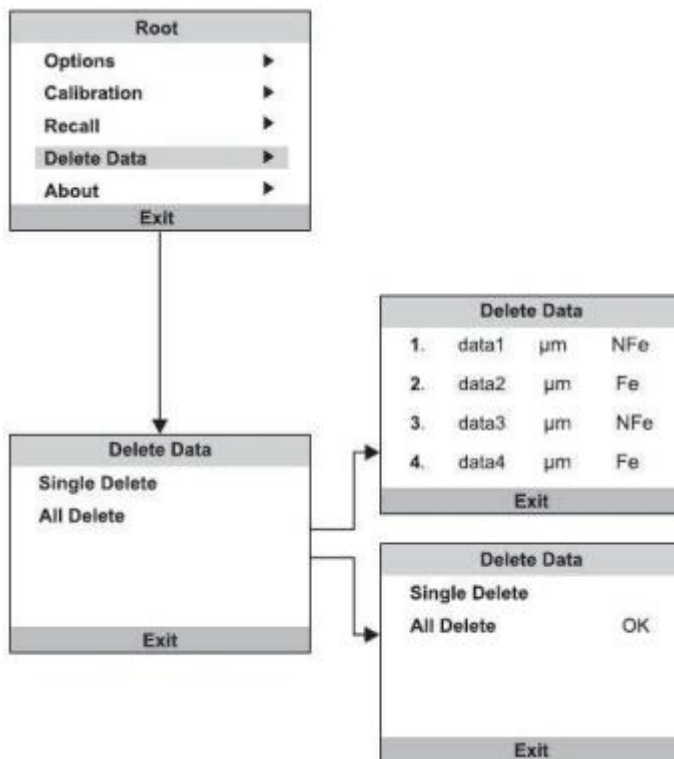 Root
Options
Calibration
Recall
Delete Data
About
Exit
Delete Data
Single Delete
All Delete
Exit
Delete Data
1. data1 µm NFe
2. data2 µm Fe
3. data3 µm NFe
4. data4 µm Fe
Exit
Delete Data
Single Delete
All Delete OK
Exit